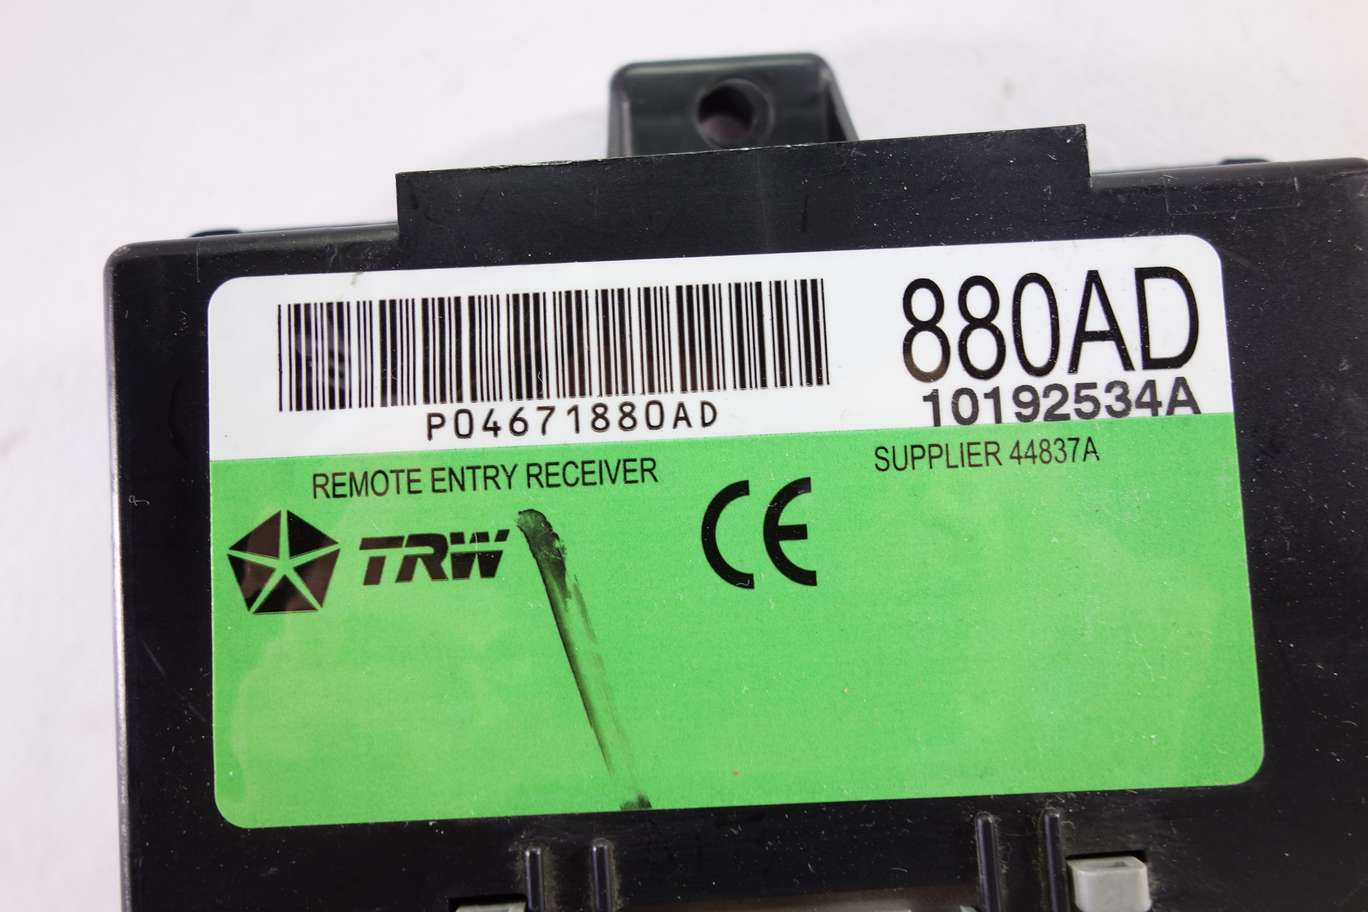 880AD
P04671880AD
10192534A
REMOTE ENTRY RECEIVER
SUPPLIER 44837A
TRW
CE